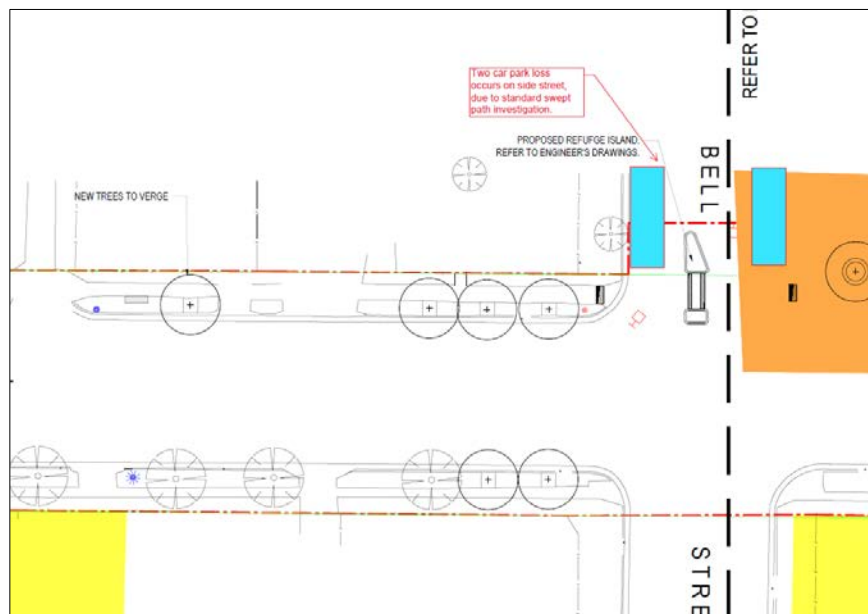 Two car park loss
occurs on side street,
due to standard swept
path investigation.
PROPOSED REFUFGE ISLAND.
REFER TO ENGINEER'S DRAWINGS.
NEW TREES TO VERGE
REFER TO
BELL
STRE